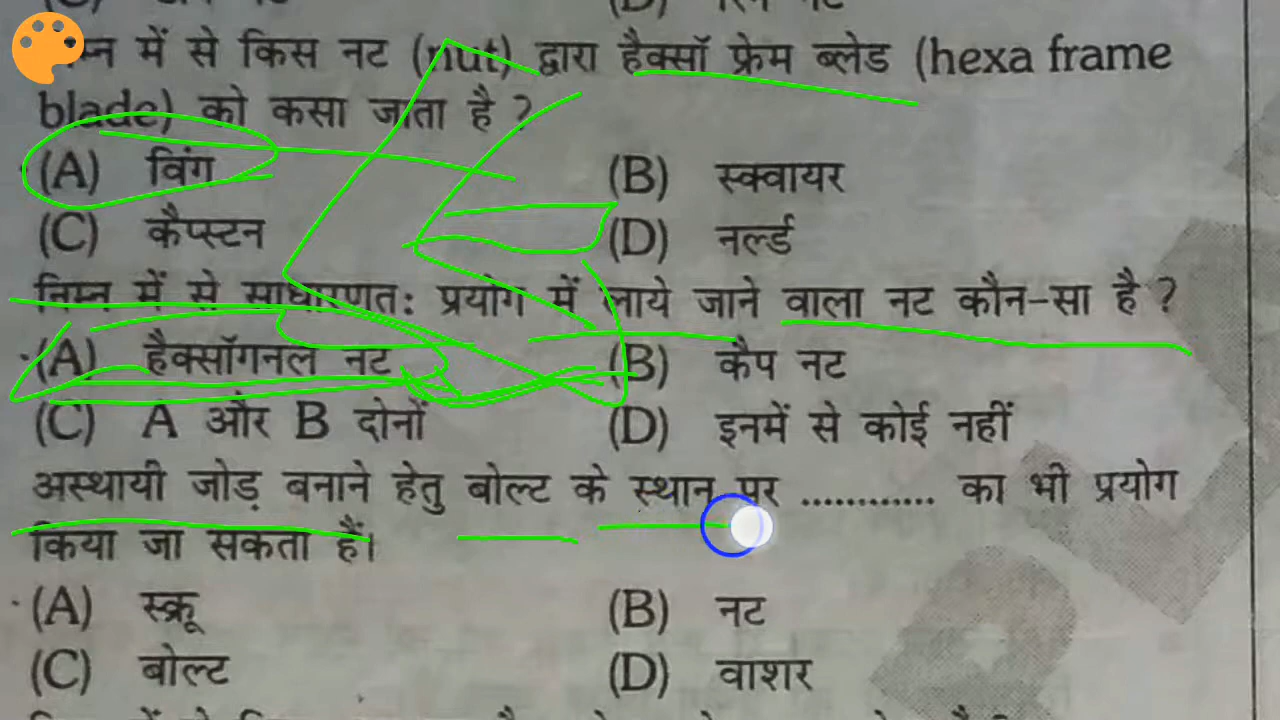 में से किस नट (nut) द्वारा हैक्सॉ फ्रेम ब्लेड (hexa frame
blade) को कसा जाता है ?
(A) विंग (B) स्क्वायर
(C) कैप्स्टन (D) नर्ल्ड
निम्न में से साधारणतः प्रयोग में लाये जाने वाला नट कौन-सा है ?
(A) हैक्सॉगनल नट (B) कैप नट
(C) A और B दोनों (D) इनमें से कोई नहीं
अस्थायी जोड़ बनाने हेतु बोल्ट के स्थान पर ............ का भी प्रयोग
किया जा सकता हैं।
(A) स्क्रू (B) नट
(C) बोल्ट (D) वाशर